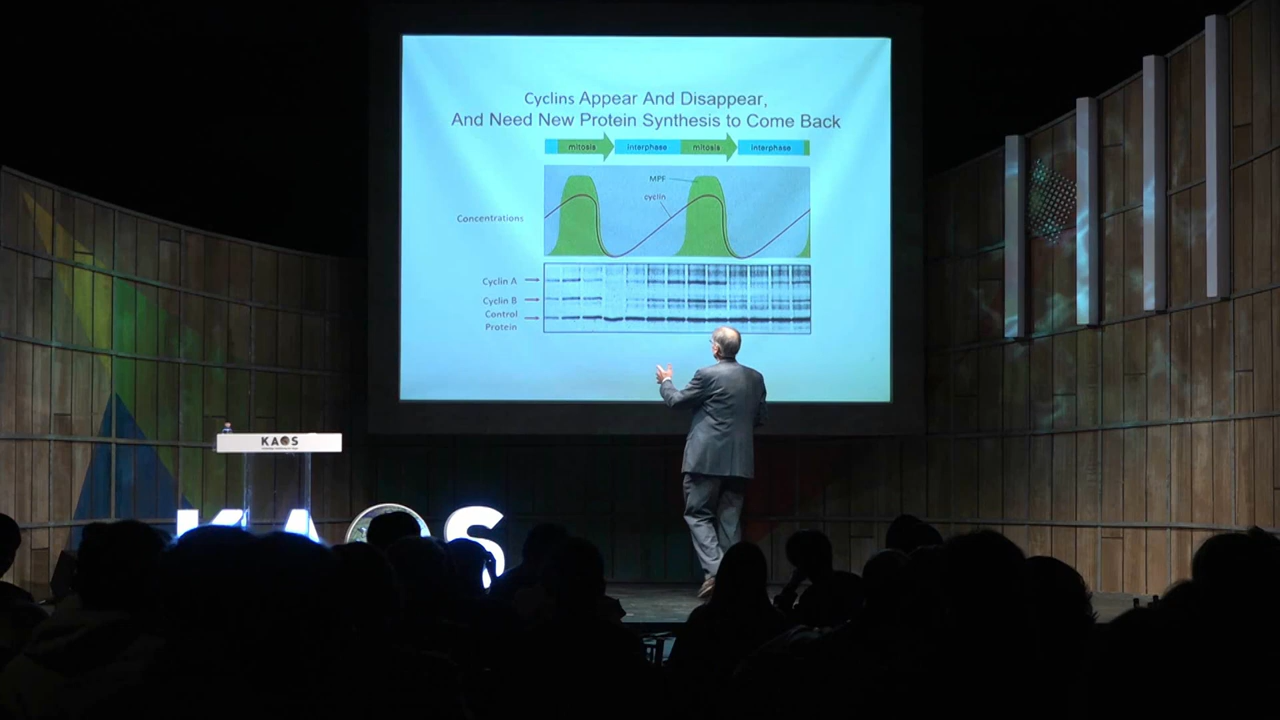 Cyclins Appear And Disappear,
And Need New Protein Synthesis to Come Back
mitosis interphase mitosis interphase
MPF
cyclin
Concentrations
Cyclin A
Cyclin B
Control
Protein
KAOS
KAOS